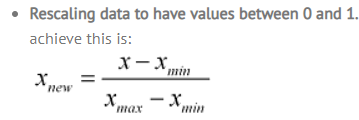 • Rescaling data to have values between 0 and 1.
achieve this is:
x_new = (x − x_min) / (x_max − x_min)